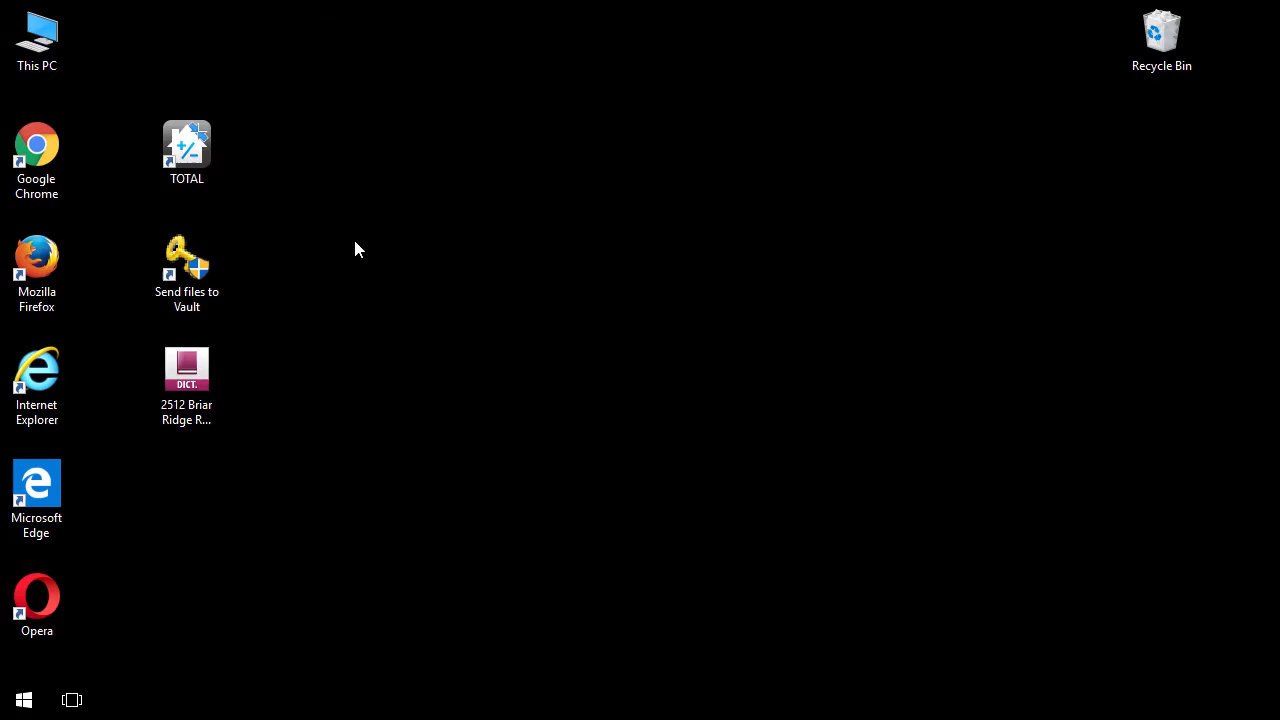 This PC
Recycle Bin
Google
Chrome
TOTAL
Mozilla
Firefox
Send files to
Vault
Internet
Explorer
DICT.
2512 Briar
Ridge R...
Microsoft
Edge
Opera